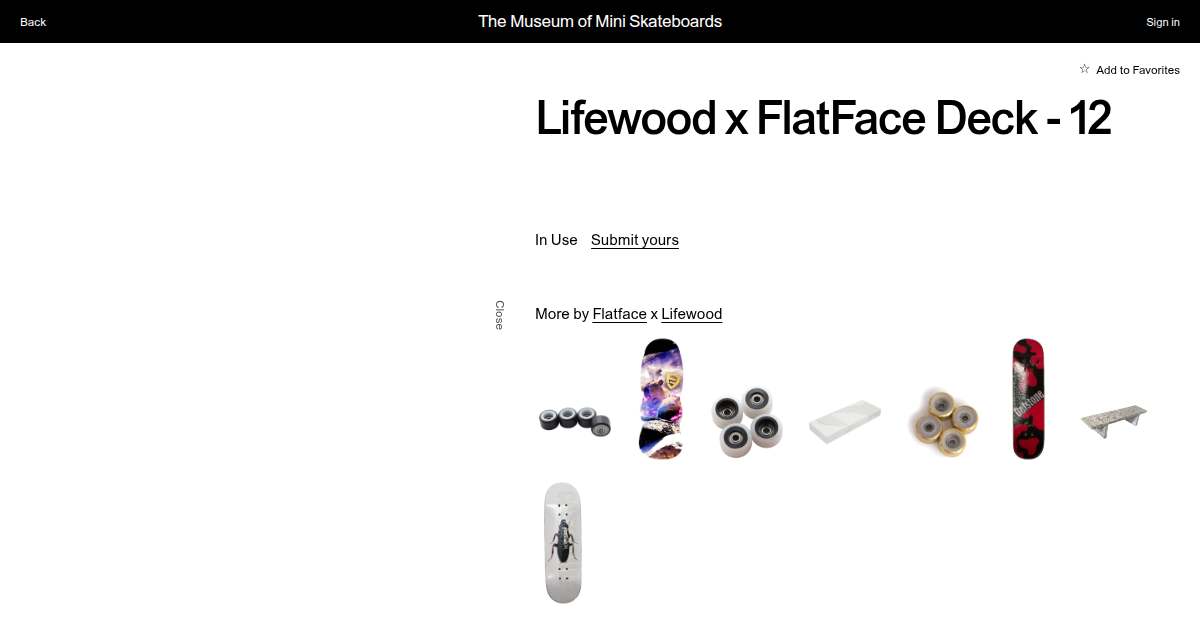 Back
The Museum of Mini Skateboards
Sign in
☆ Add to Favorites
Lifewood x FlatFace Deck - 12
In Use Submit yours
Close
More by Flatface x Lifewood